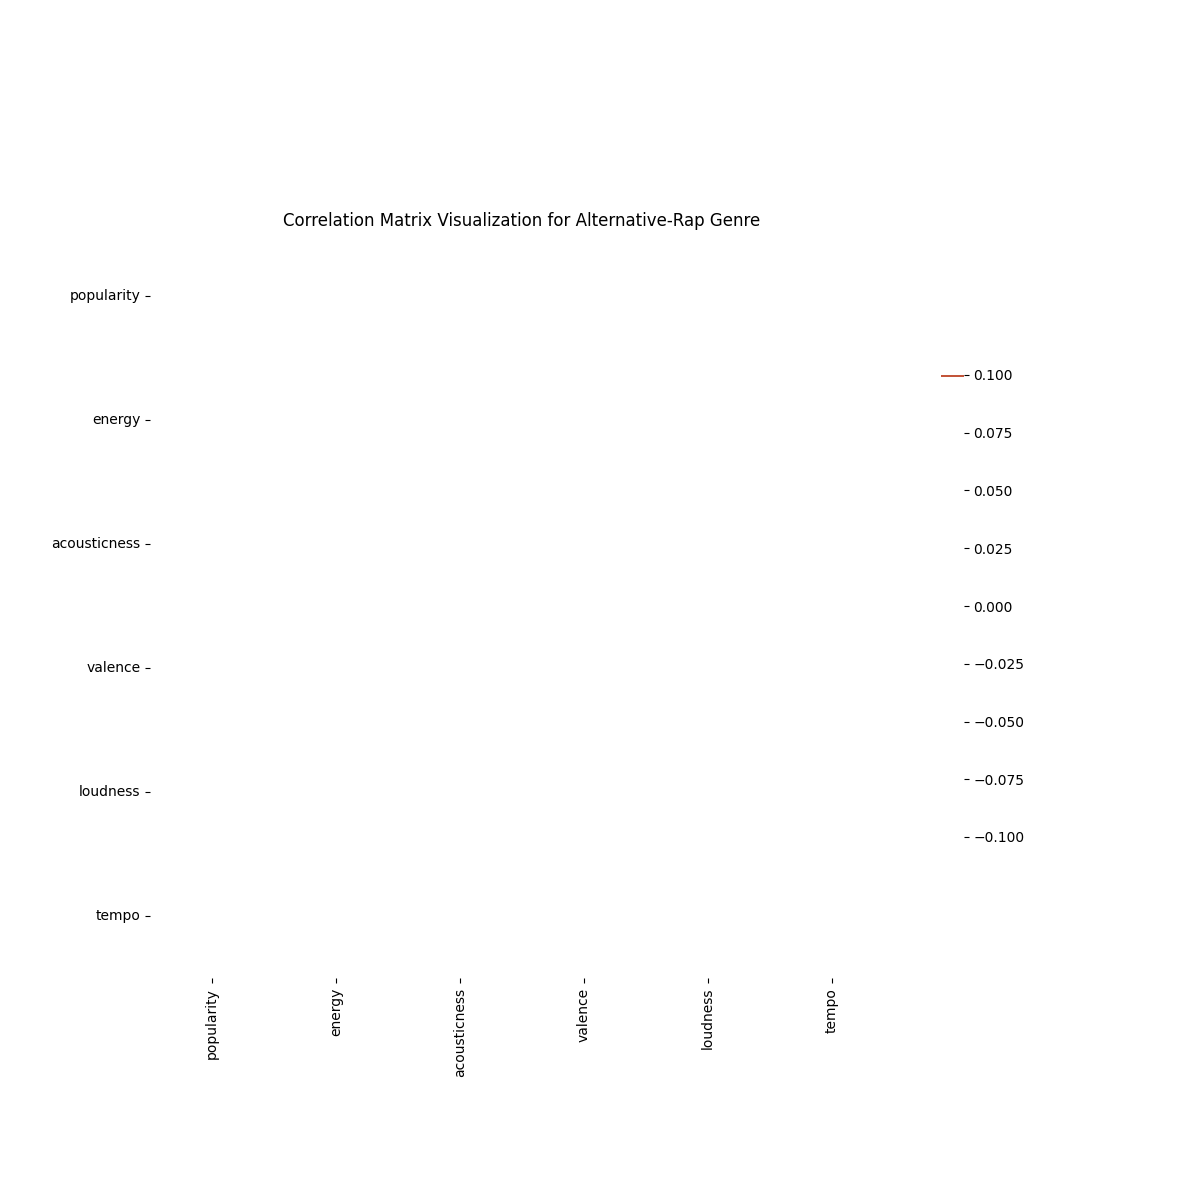 Correlation Matrix Visualization for Alternative-Rap Genre
popularity
energy
acousticness
valence
loudness
tempo
0.100
0.075
0.050
0.025
0.000
−0.025
−0.050
−0.075
−0.100
popularity
energy
acousticness
valence
loudness
tempo